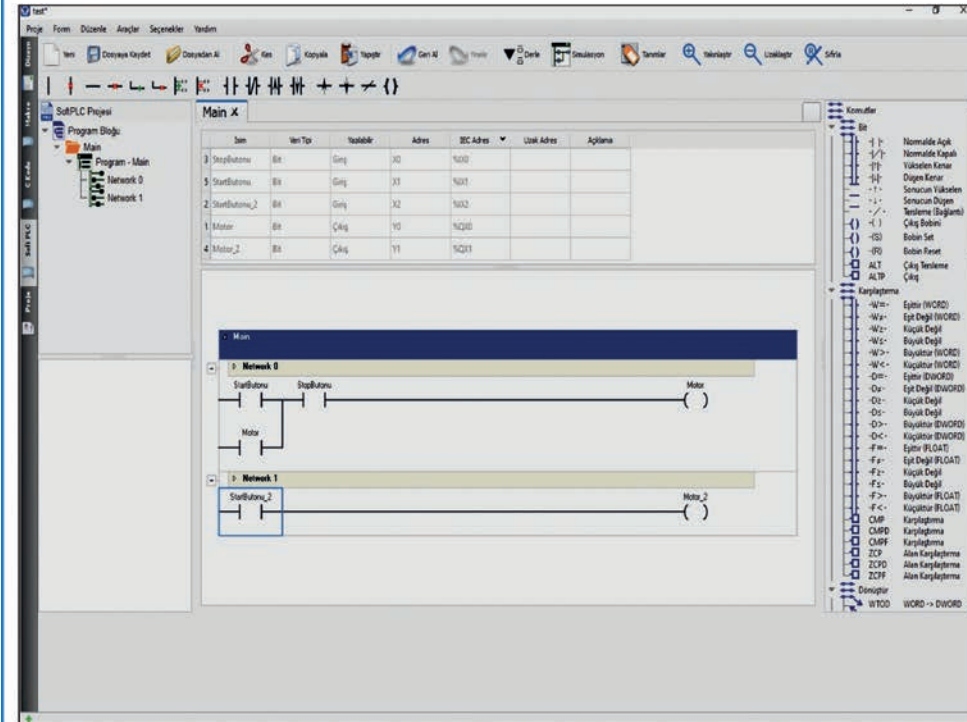 test*
Proje Form Düzenle Araçlar Seçenekler Yardım
Yeni Dosyaya Kaydet Dosyadan Al Kes Kopyala Yapıştır Geri Al Yinele Derle Simülasyon Tanımlar Yakınlaştır Uzaklaştır Sıfırla
Dizayn
Makro
C Kodu
Soft PLC
Proje
SoftPLC Projesi
Program Bloğu
Main
Program - Main
Network 0
Network 1
Main X
İsim Veri Tipi Yazılabilir Adres IEC Adres Uzak Adres Açıklama
3 StopButonu Bit Giriş X0 %IX0
5 StartButonu Bit Giriş X1 %IX1
2 StartButonu_2 Bit Giriş X2 %IX2
1 Motor Bit Çıkış Y0 %QX0
4 Motor_2 Bit Çıkış Y1 %QX1
Main
Network 0
StartButonu StopButonu Motor
Motor
Network 1
StartButonu_2 Motor_2
Komutlar
Bit
Normalde Açık
Normalde Kapalı
Yükselen Kenar
Düşen Kenar
Sonucun Yükselen
Sonucun Düşen
Tersleme (Bağlantı)
-( ) Çıkış Bobini
-(S) Bobin Set
-(R) Bobin Reset
ALT Çıkış Tersleme
ALTP Çıkış
Karşılaştırma
-W=- Eşittir (WORD)
-W≠- Eşit Değil (WORD)
-W≥- Küçük Değil
-W≤- Büyük Değil
-W>- Büyüktür (WORD)
-W<- Küçüktür (WORD)
-D=- Eşittir (DWORD)
-D≠- Eşit Değil (DWORD)
-D≥- Küçük Değil
-D≤- Büyük Değil
-D>- Büyüktür (DWORD)
-D<- Küçüktür (DWORD)
-F=- Eşittir (FLOAT)
-F≠- Eşit Değil (FLOAT)
-F≥- Küçük Değil
-F≤- Büyük Değil
-F>- Büyüktür (FLOAT)
-F<- Küçüktür (FLOAT)
CMP Karşılaştırma
CMPD Karşılaştırma
CMPF Karşılaştırma
ZCP Alan Karşılaştırma
ZCPD Alan Karşılaştırma
ZCPF Alan Karşılaştırma
Dönüştür
WTOD WORD -> DWORD